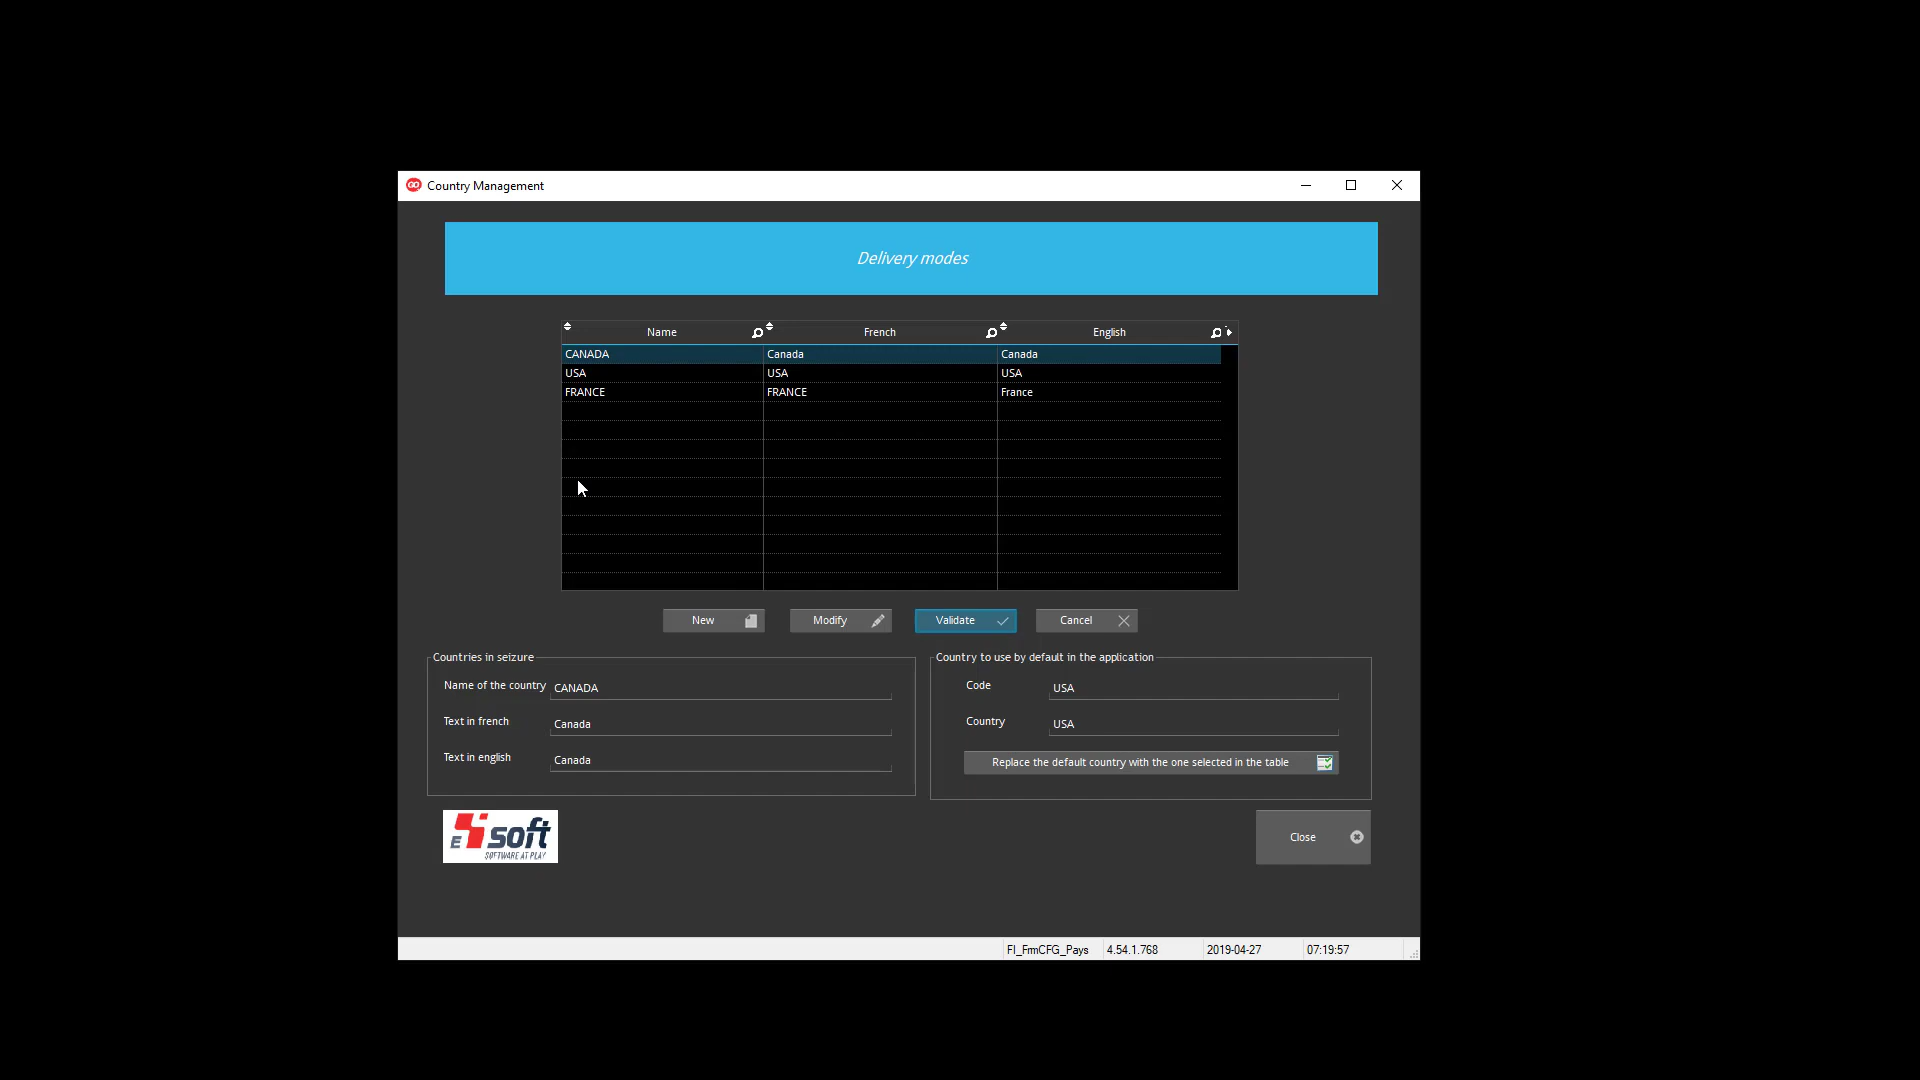 Country Management
Delivery modes
Name French English
CANADA Canada Canada
USA USA USA
FRANCE FRANCE France
New Modify Validate Cancel
Countries in seizure
Name of the country CANADA
Text in french Canada
Text in english Canada
Country to use by default in the application
Code USA
Country USA
Replace the default country with the one selected in the table
E soft
SOFTWARE AT PLAY
Close
FI_FmCFG_Pays 4.54.1.768 2019-04-27 07:19:57